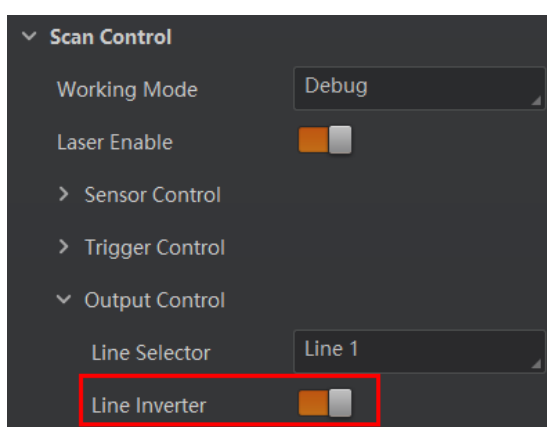 Scan Control
Working Mode Debug
Laser Enable
Sensor Control
Trigger Control
Output Control
Line Selector Line 1
Line Inverter